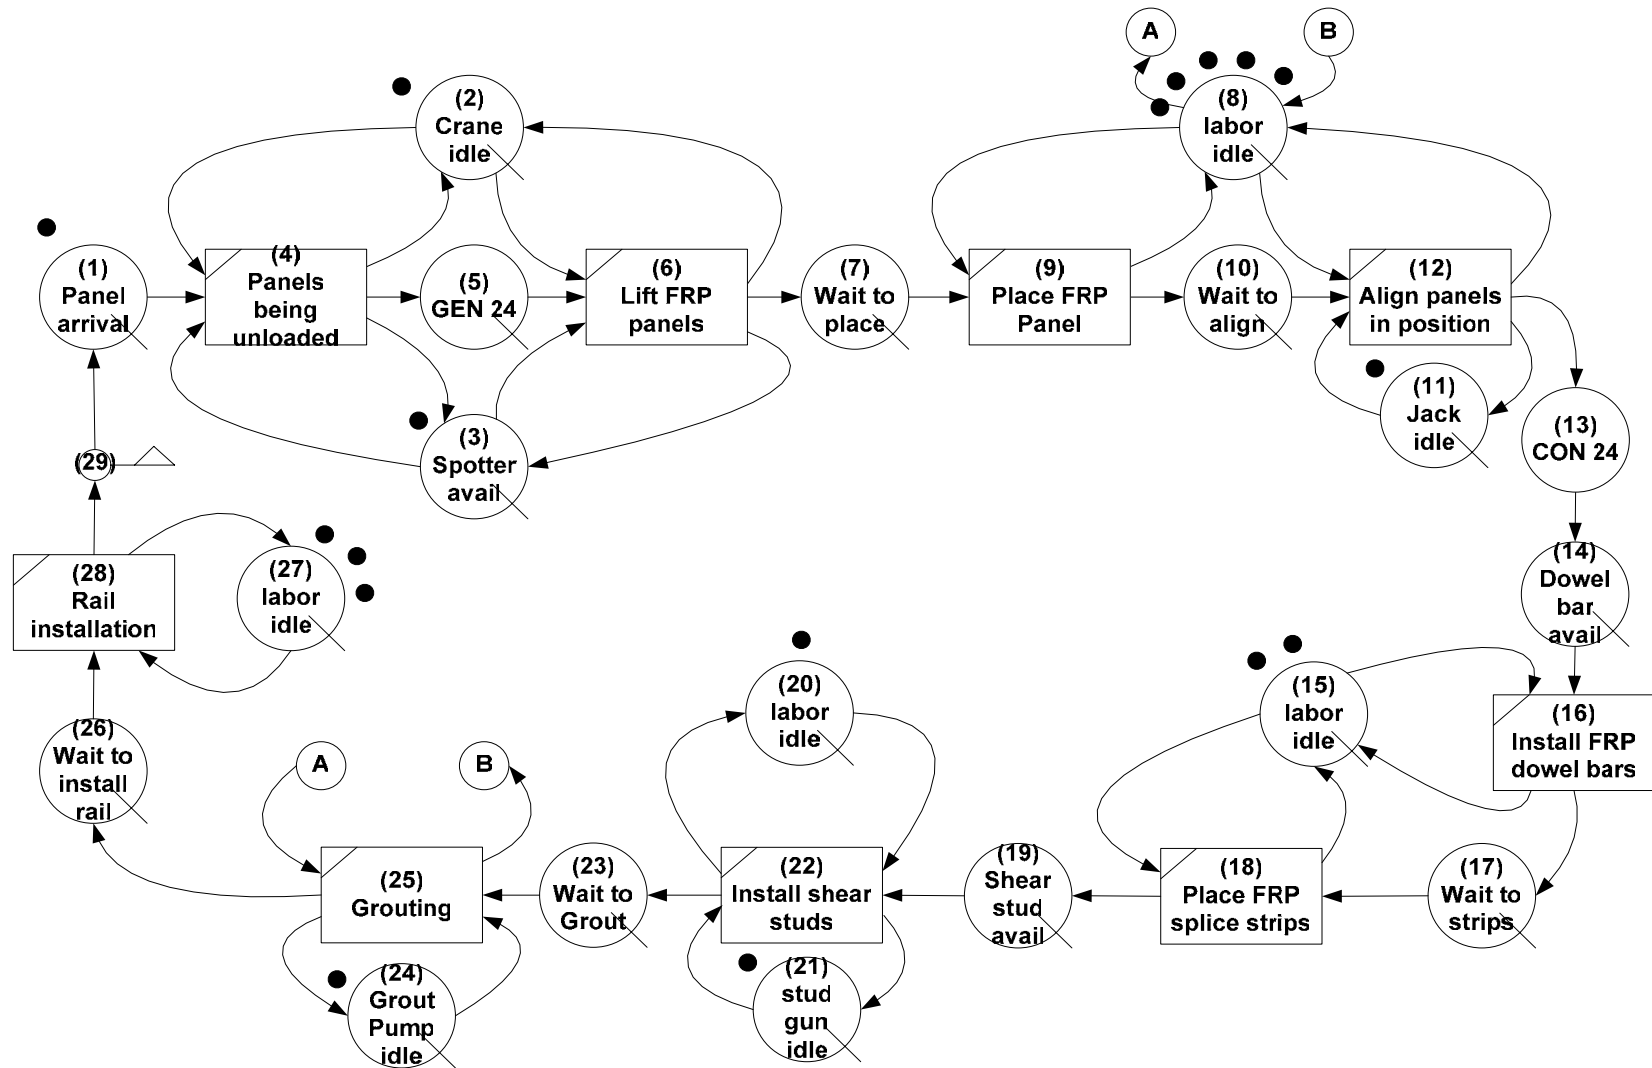 A
B
(2)
Crane
idle
(8)
labor
idle
(1)
Panel
arrival
(4)
Panels
being
unloaded
(5)
GEN 24
(6)
Lift FRP
panels
(7)
Wait to
place
(9)
Place FRP
Panel
(10)
Wait to
align
(12)
Align panels
in position
(3)
Spotter
avail
(11)
Jack
idle
(13)
CON 24
(29)
(28)
Rail
installation
(27)
labor
idle
(14)
Dowel
bar
avail
(26)
Wait to
install
rail
A
B
(20)
labor
idle
(15)
labor
idle
(16)
Install FRP
dowel bars
(25)
Grouting
(23)
Wait to
Grout
(22)
Install shear
studs
(19)
Shear
stud
avail
(18)
Place FRP
splice strips
(17)
Wait to
strips
(24)
Grout
Pump
idle
(21)
stud
gun
idle